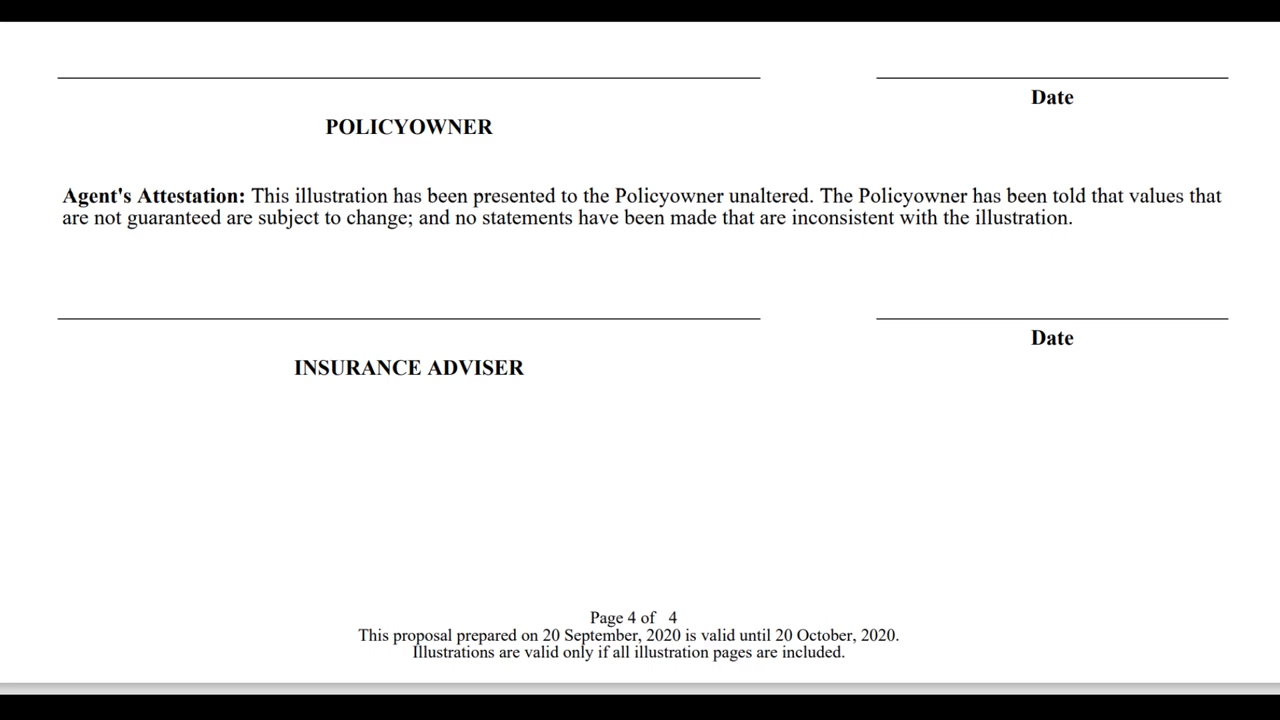 Date
POLICYOWNER
Agent's Attestation: This illustration has been presented to the Policyowner unaltered. The Policyowner has been told that values that
are not guaranteed are subject to change; and no statements have been made that are inconsistent with the illustration.
Date
INSURANCE ADVISER
Page 4 of 4
This proposal prepared on 20 September, 2020 is valid until 20 October, 2020.
Illustrations are valid only if all illustration pages are included.